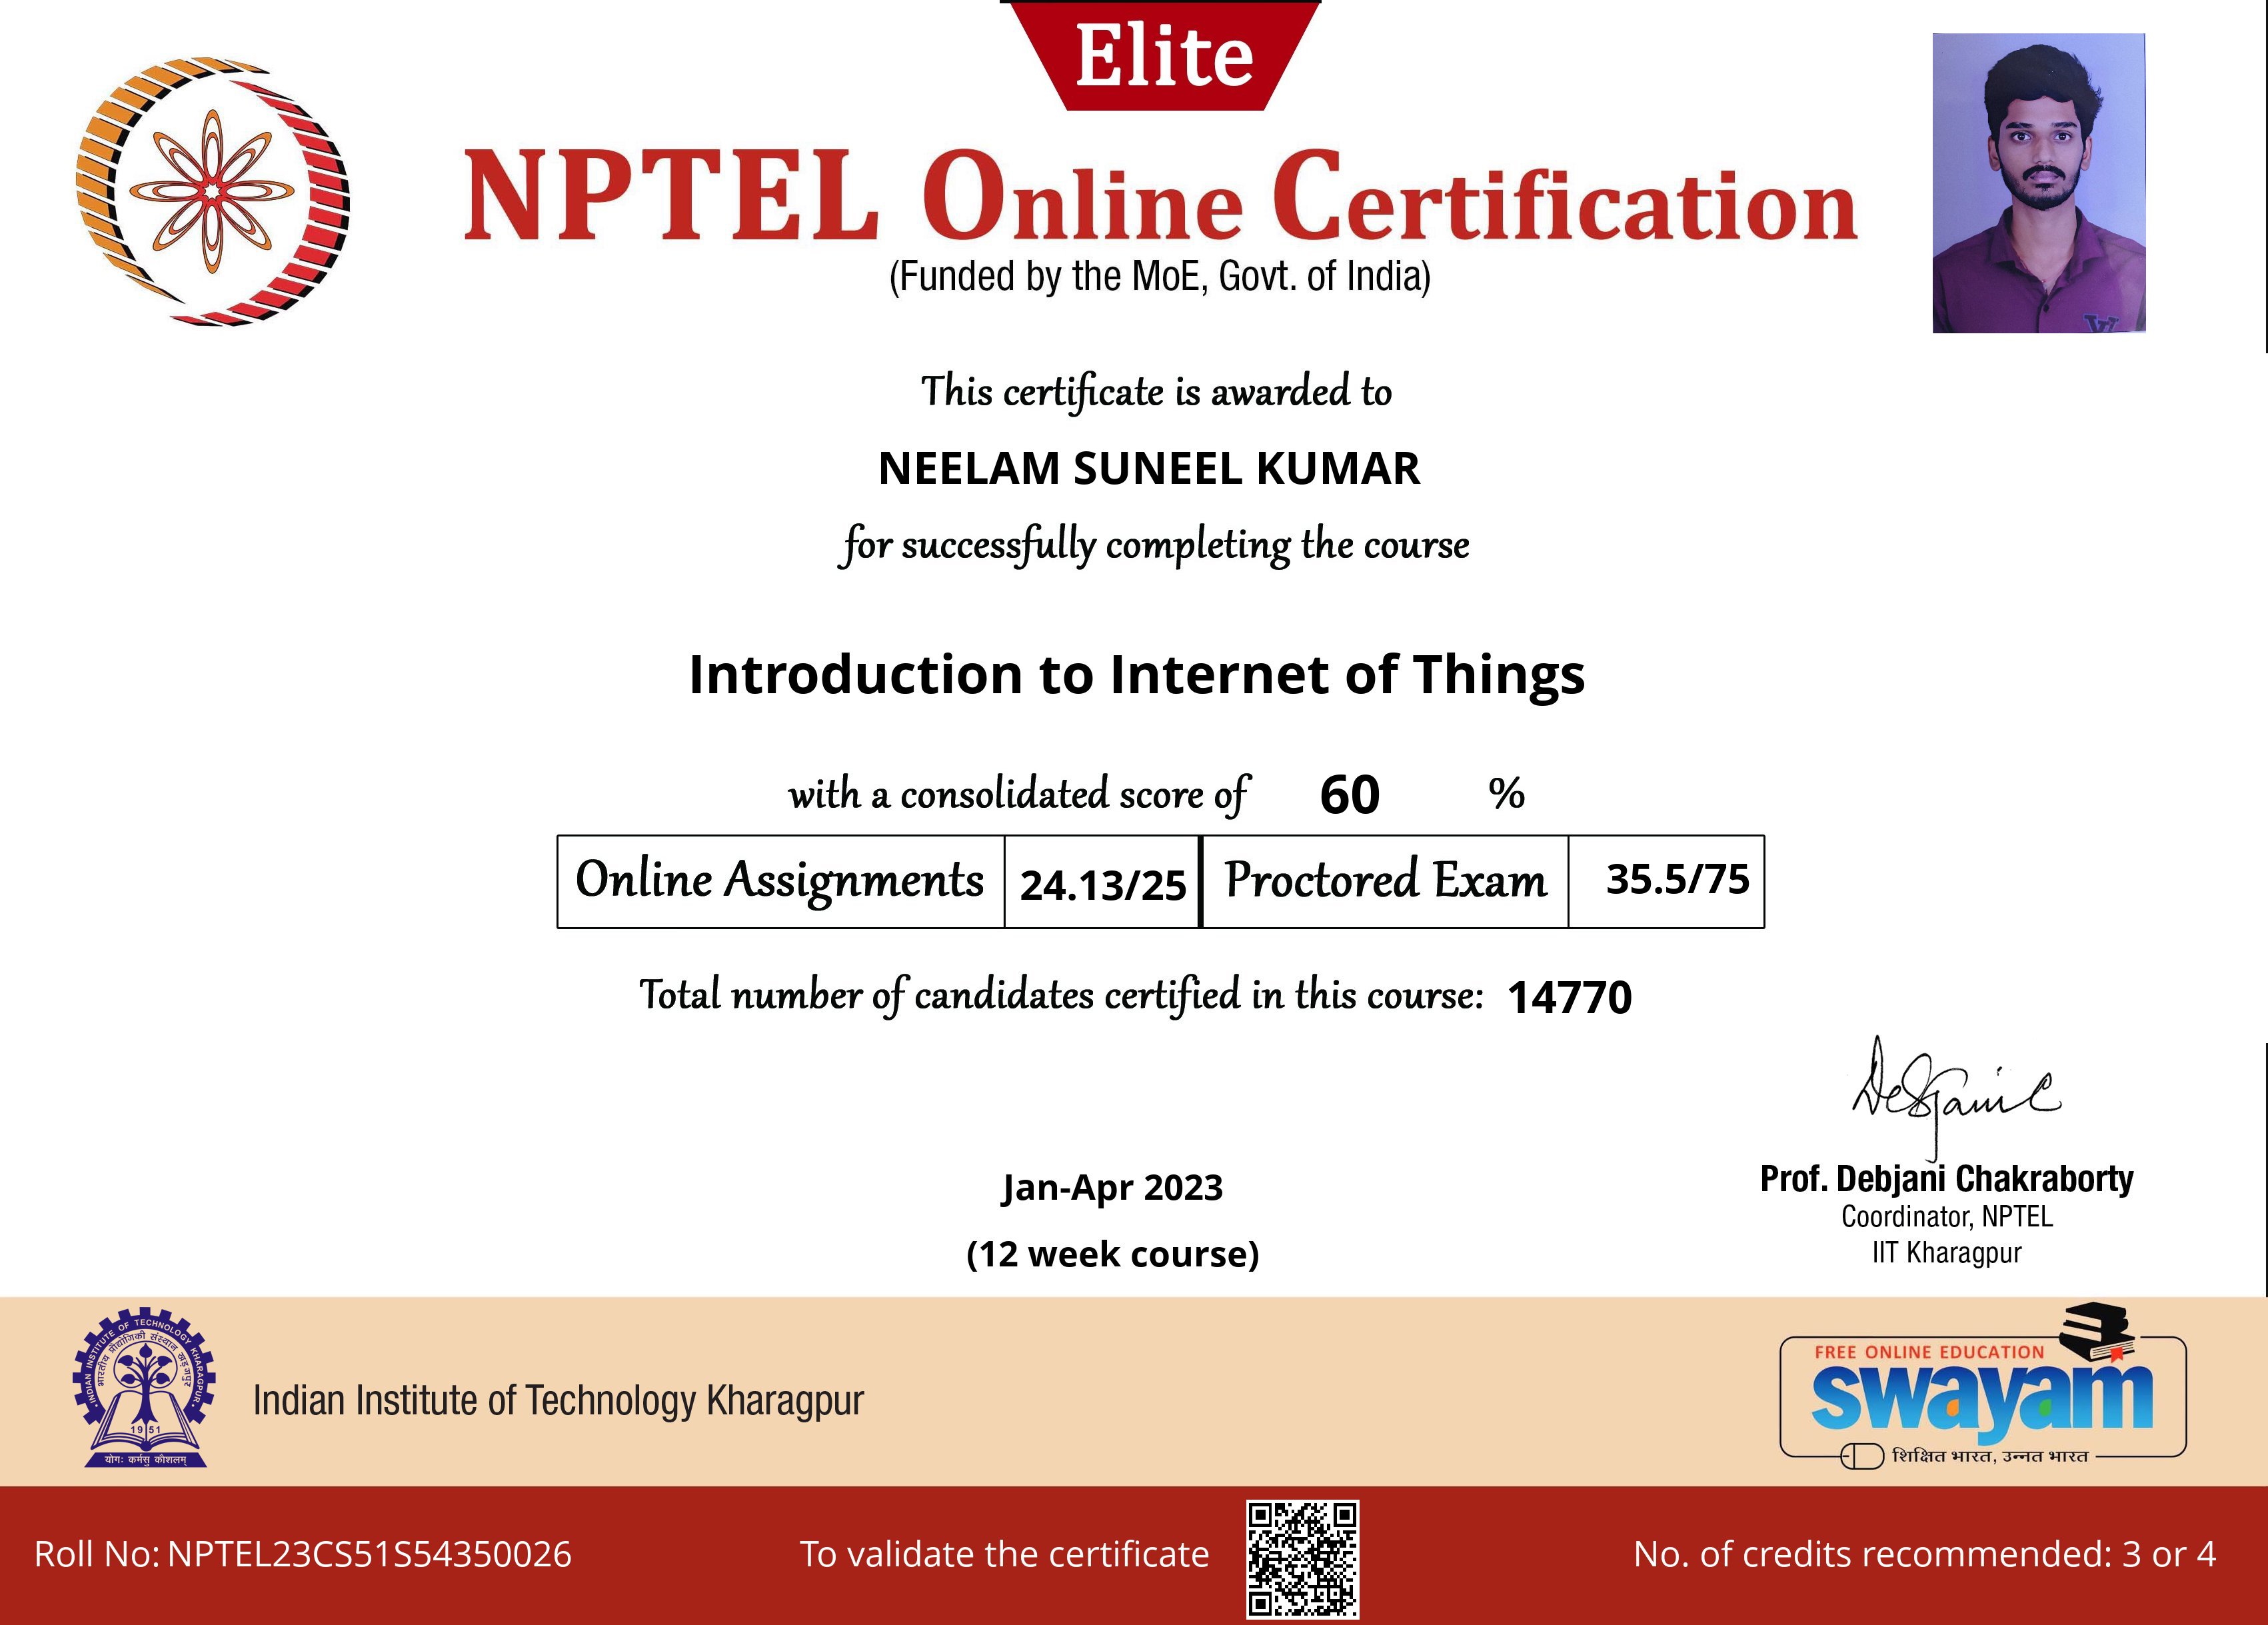 Elite
NPTEL Online Certification
(Funded by the MoE, Govt. of India)
This certificate is awarded to
NEELAM SUNEEL KUMAR
for successfully completing the course
Introduction to Internet of Things
with a consolidated score of 60 %
Online Assignments 24.13/25 Proctored Exam 35.5/75
Total number of candidates certified in this course: 14770
Jan-Apr 2023
(12 week course)
Debjani C
Prof. Debjani Chakraborty
Coordinator, NPTEL
IIT Kharagpur
INDIAN INSTITUTE OF TECHNOLOGY KHARAGPUR
भारतीय प्रौद्योगिकी संस्थान खड़गपुर
1951
योगः कर्मसु कौशलम्
Indian Institute of Technology Kharagpur
FREE ONLINE EDUCATION
swayam
शिक्षित भारत, उन्नत भारत
Roll No: NPTEL23CS51S54350026
To validate the certificate
No. of credits recommended: 3 or 4